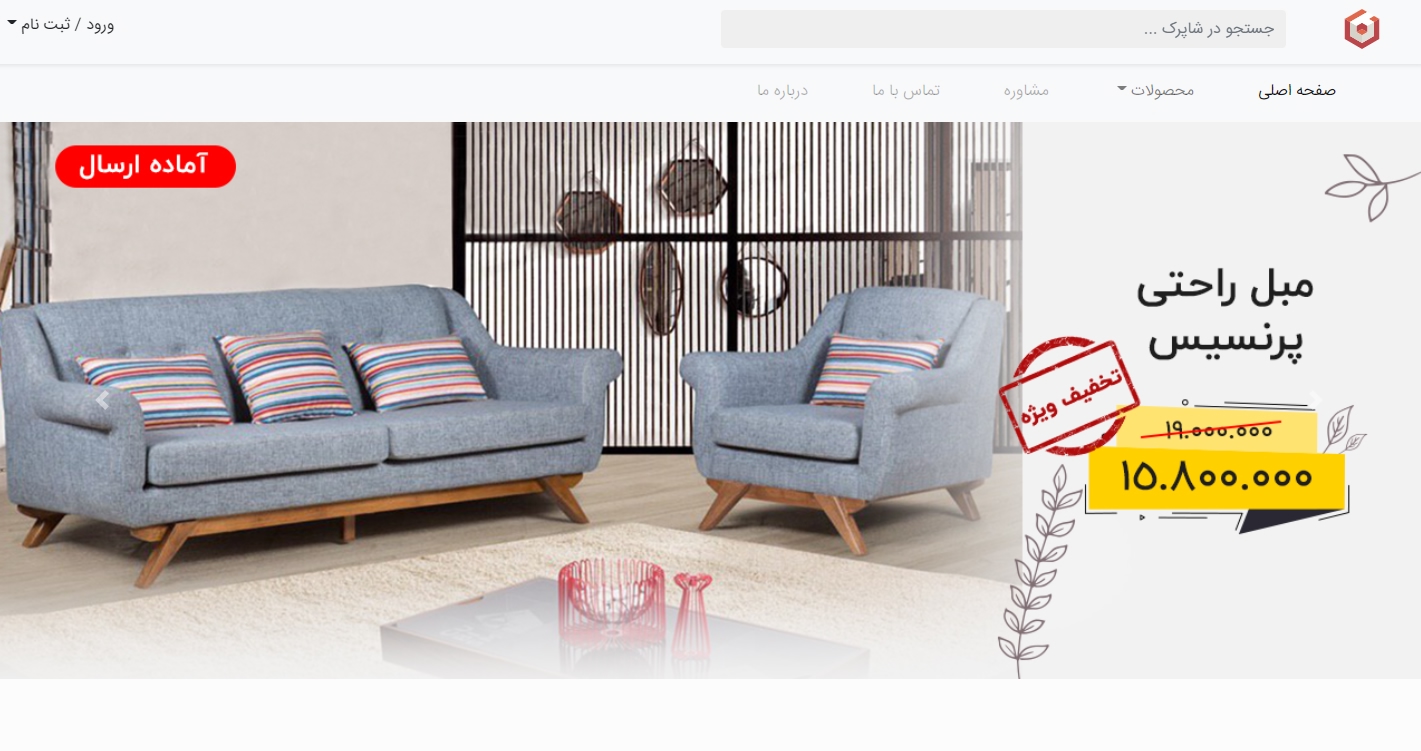 جستجو در شاپرک ...
ورود / ثبت نام
صفحه اصلی
محصولات
مشاوره
تماس با ما
درباره ما
آماده ارسال
مبل راحتی
پرنسیس
تخفیف ویژه
۱۹.۰۰۰.۰۰۰
۱۵.۸۰۰.۰۰۰